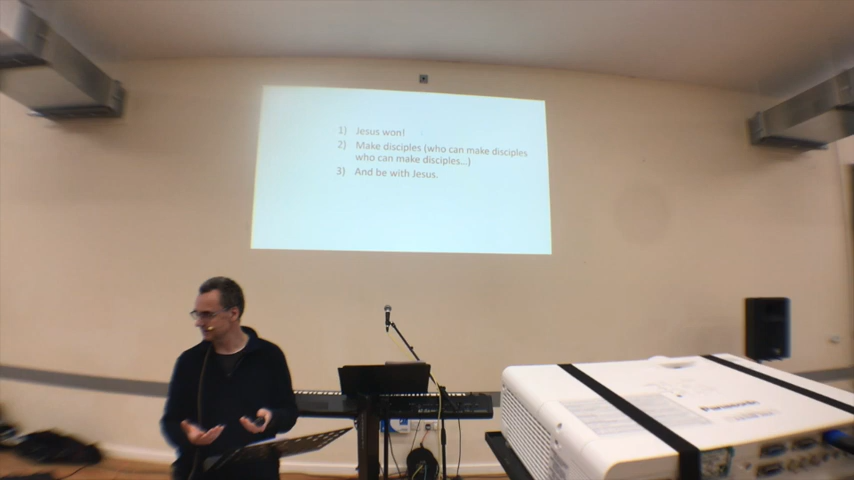 1) Jesus won!
2) Make disciples (who can make disciples
who can make disciples...)
3) And be with Jesus.
Panasonic